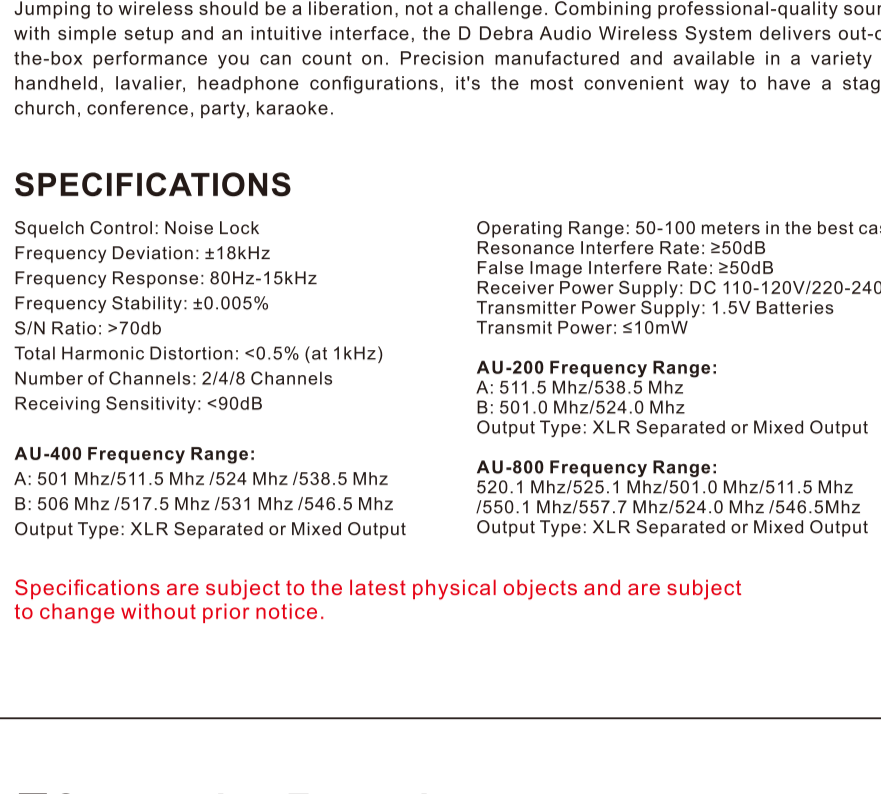 Jumping to wireless should be a liberation, not a challenge. Combining professional-quality
with simple setup and an intuitive interface, the D Debra Audio Wireless System delivers
the-box performance you can count on. Precision manufactured and available in a variety
handheld, lavalier, headphone configurations, it's the most convenient way to have a
church, conference, party, karaoke.
SPECIFICATIONS
Squelch Control: Noise Lock
Frequency Deviation: ±18kHz
Frequency Response: 80Hz-15kHz
Frequency Stability: ±0.005%
S/N Ratio: >70db
Total Harmonic Distortion: <0.5% (at 1kHz)
Number of Channels: 2/4/8 Channels
Receiving Sensitivity: <90dB
AU-400 Frequency Range:
A: 501 Mhz/511.5 Mhz /524 Mhz /538.5 Mhz
B: 506 Mhz /517.5 Mhz /531 Mhz /546.5 Mhz
Output Type: XLR Separated or Mixed Output
Operating Range: 50-100 meters in the best
Resonance Interfere Rate: ≥50dB
False Image Interfere Rate: ≥50dB
Receiver Power Supply: DC 110-120V/220-240
Transmitter Power Supply: 1.5V Batteries
Transmit Power: ≤10mW
AU-200 Frequency Range:
A: 511.5 Mhz/538.5 Mhz
B: 501.0 Mhz/524.0 Mhz
Output Type: XLR Separated or Mixed Output
AU-800 Frequency Range:
520.1 Mhz/525.1 Mhz/501.0 Mhz/511.5 Mhz
/550.1 Mhz/557.7 Mhz/524.0 Mhz /546.5Mhz
Output Type: XLR Separated or Mixed Output
Specifications are subject to the latest physical objects and are subject
to change without prior notice.